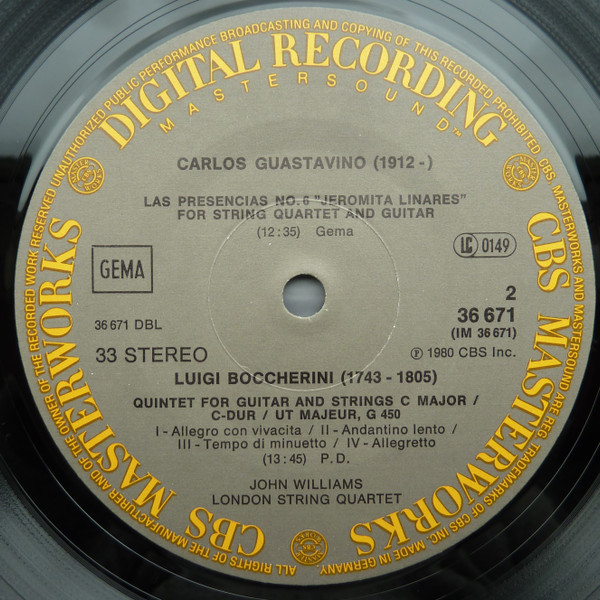 DIGITAL RECORDING
MASTERSOUND™
CARLOS GUASTAVINO (1912 -)
LAS PRESENCIAS NO. 6 "JEROMITA LINARES"
FOR STRING QUARTET AND GUITAR
(12:35) Gema
GEMA
LC 0149
2
36 671
(IM 36 671)
36 671 DBL
33 STEREO
℗ 1980 CBS Inc.
LUIGI BOCCHERINI (1743 - 1805)
QUINTET FOR GUITAR AND STRINGS C MAJOR /
C-DUR / UT MAJEUR, G 450
I - Allegro con vivacita / II - Andantino lento /
III - Tempo di minuetto / IV - Allegretto
(13:45) P.D.
JOHN WILLIAMS
LONDON STRING QUARTET
CBS MASTERWORKS
CBS MASTERWORKS
ALL RIGHTS OF THE MANUFACTURER AND OF THE OWNER OF THE RECORDED WORK RESERVED UNAUTHORIZED PUBLIC PERFORMANCE BROADCASTING AND COPYING OF THIS RECORDING PROHIBITED CBS, MASTERWORKS AND MASTERSOUND ARE REG. TRADEMARKS OF CBS INC. MADE IN GERMANY